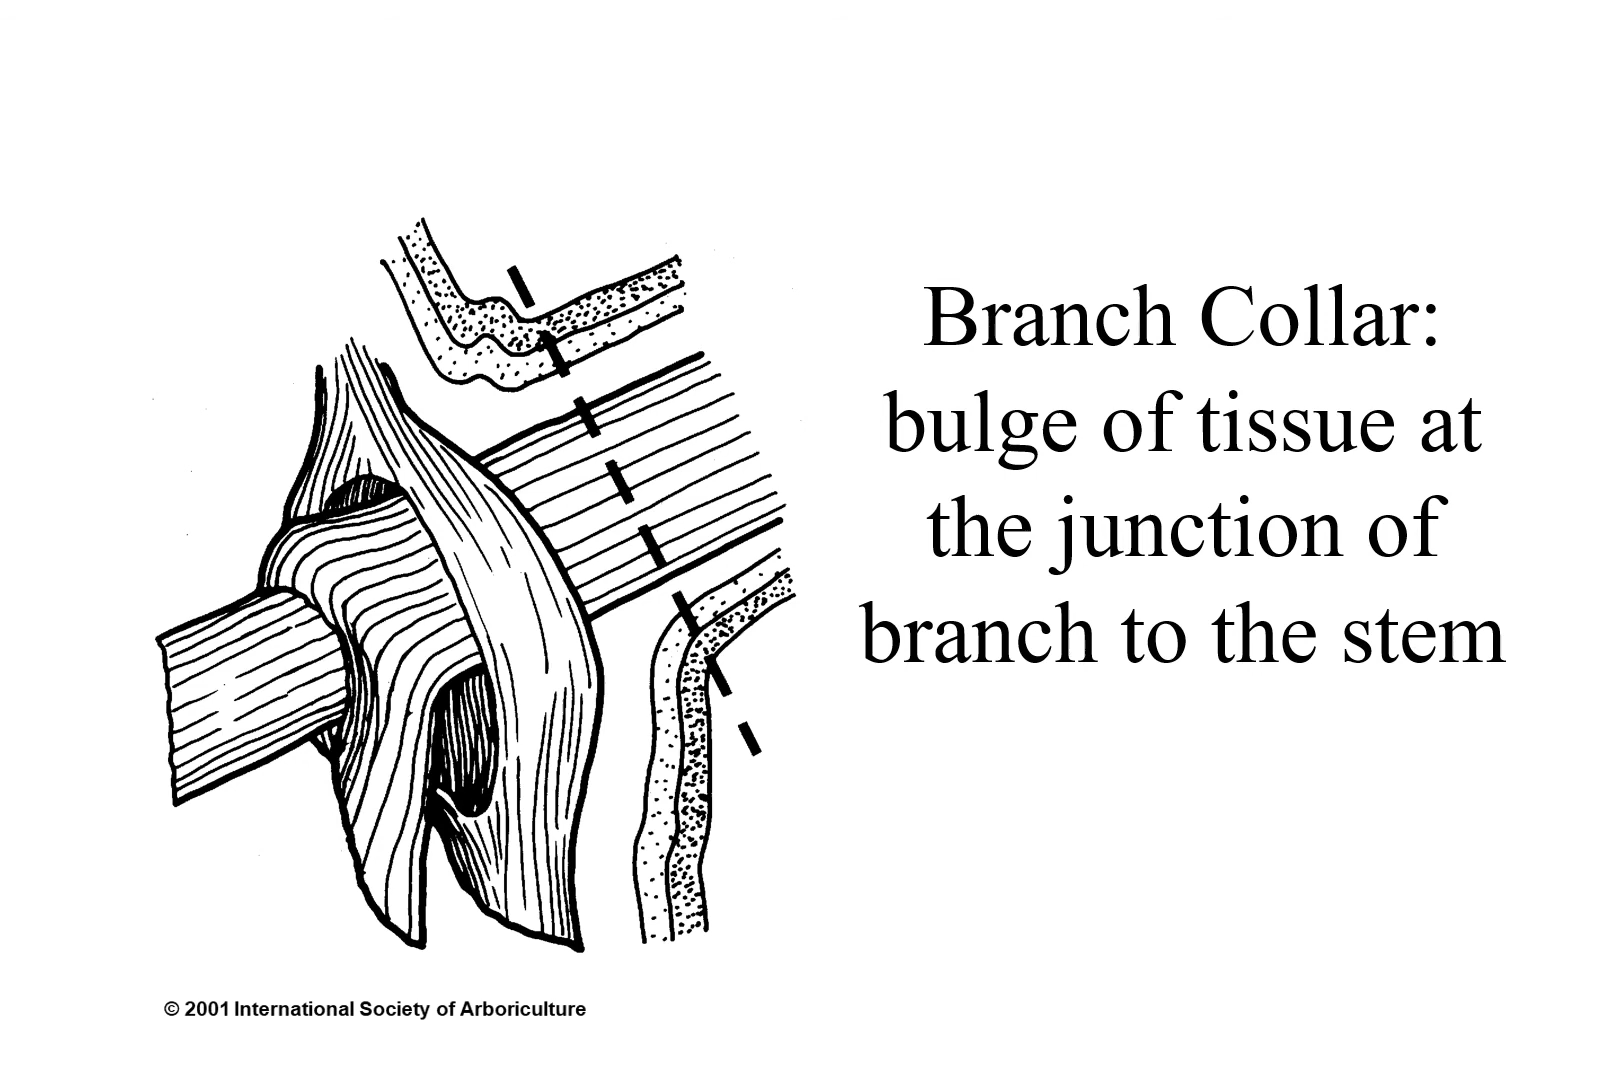 Branch Collar:
bulge of tissue at
the junction of
branch to the stem
© 2001 International Society of Arboriculture